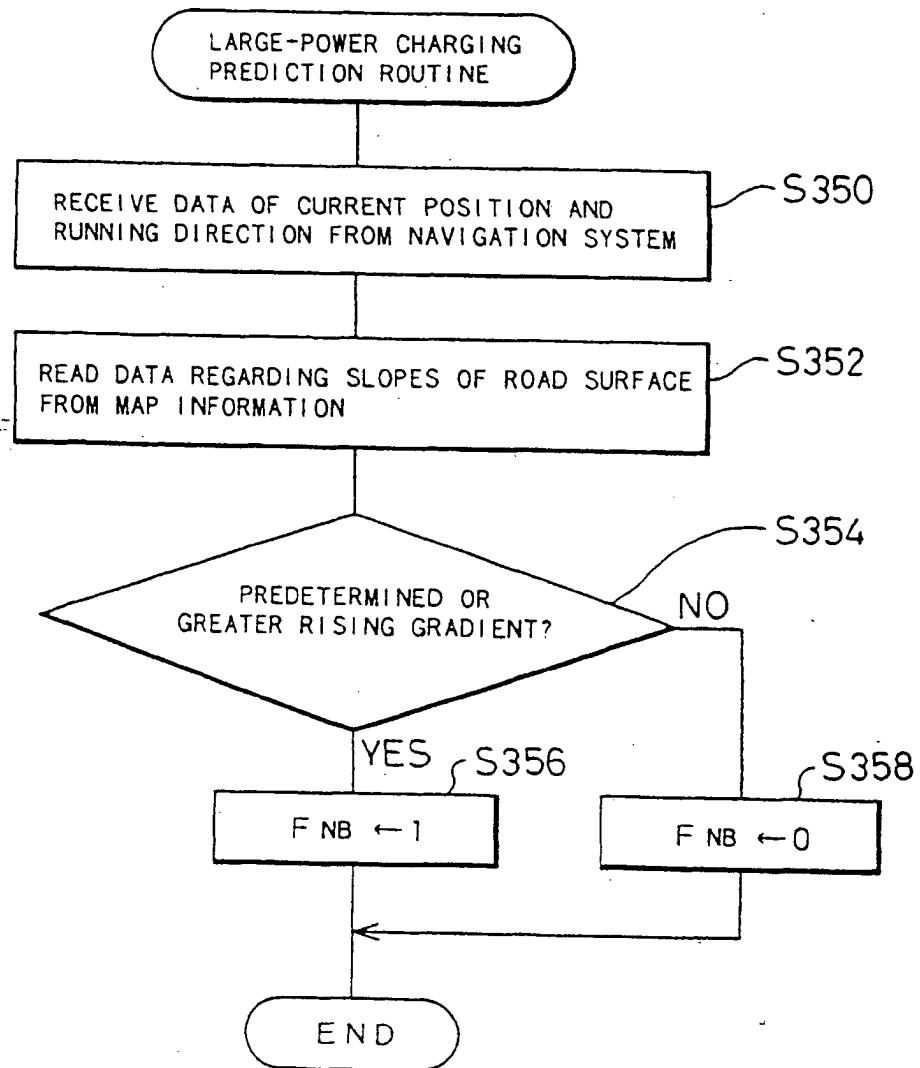 LARGE-POWER CHARGING
PREDICTION ROUTINE
RECEIVE DATA OF CURRENT POSITION AND
RUNNING DIRECTION FROM NAVIGATION SYSTEM
S350
READ DATA REGARDING SLOPES OF ROAD SURFACE
FROM MAP INFORMATION
S352
PREDETERMINED OR
GREATER RISING GRADIENT?
S354
NO
YES
S356
F NB ←1
S358
F NB ←0
END